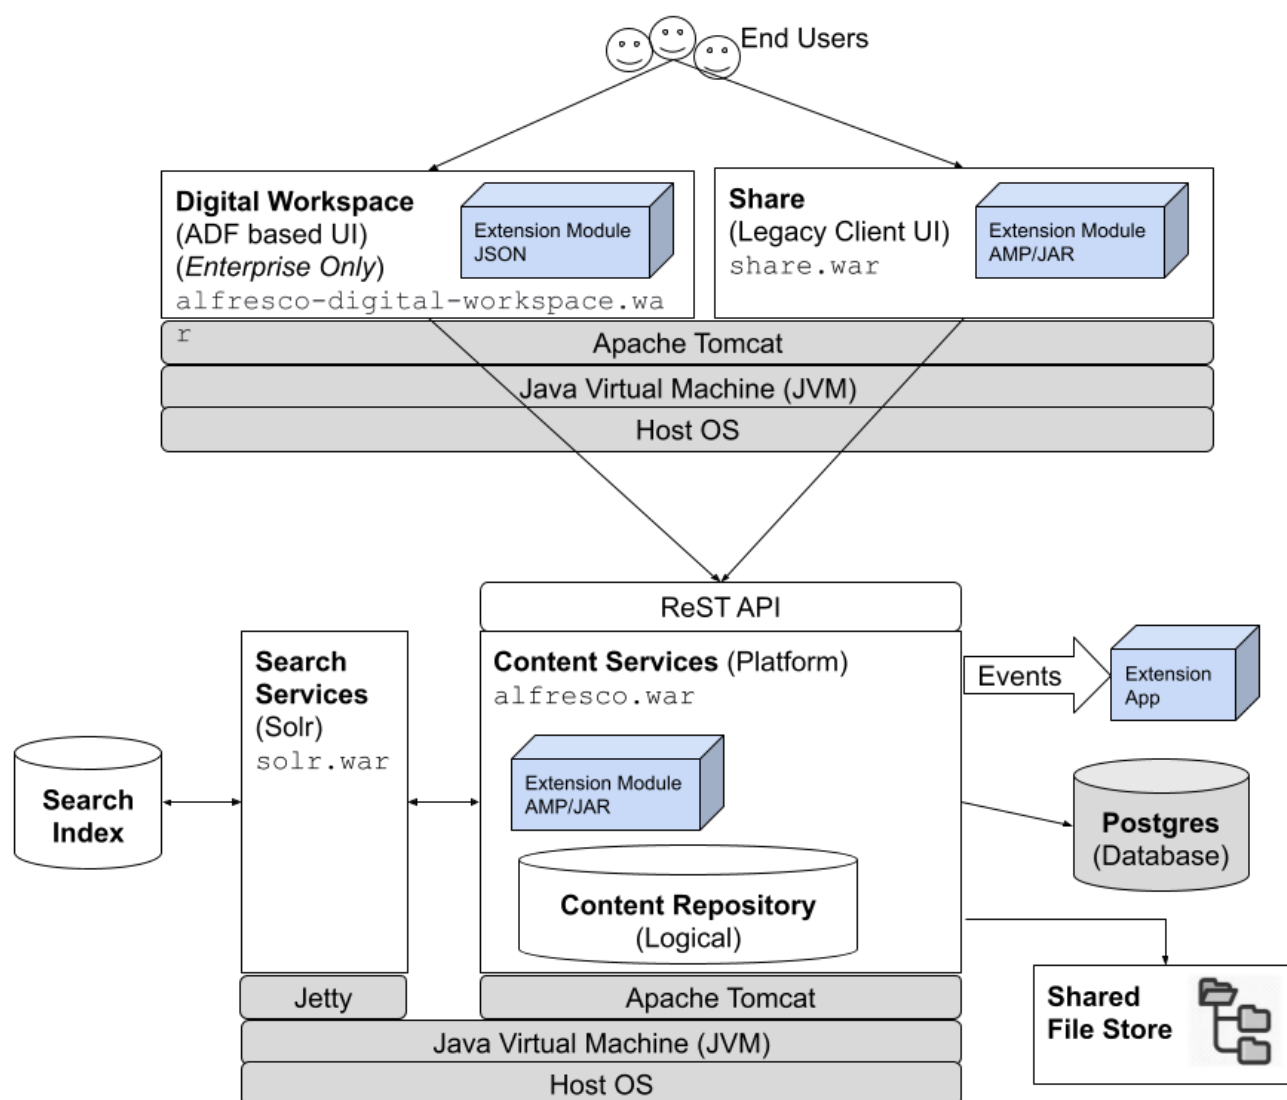 End Users
Digital Workspace
(ADF based UI)
(Enterprise Only)
alfresco-digital-workspace.wa
r
Extension Module
JSON
Share
(Legacy Client UI)
share.war
Extension Module
AMP/JAR
Apache Tomcat
Java Virtual Machine (JVM)
Host OS
ReST API
Search
Services
(Solr)
solr.war
Content Services (Platform)
alfresco.war
Events
Extension
App
Extension Module
AMP/JAR
Search
Index
Postgres
(Database)
Content Repository
(Logical)
Shared
File Store
Jetty
Apache Tomcat
Java Virtual Machine (JVM)
Host OS